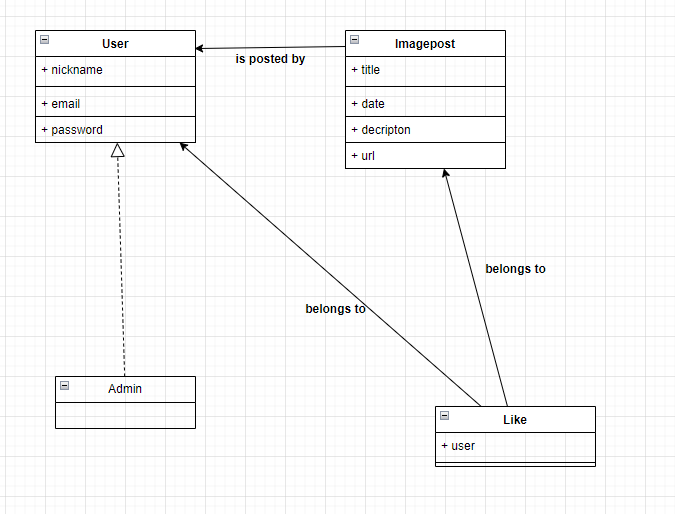 User
+ nickname
+ email
+ password
is posted by
Imagepost
+ title
+ date
+ decripton
+ url
belongs to
belongs to
Admin
Like
+ user